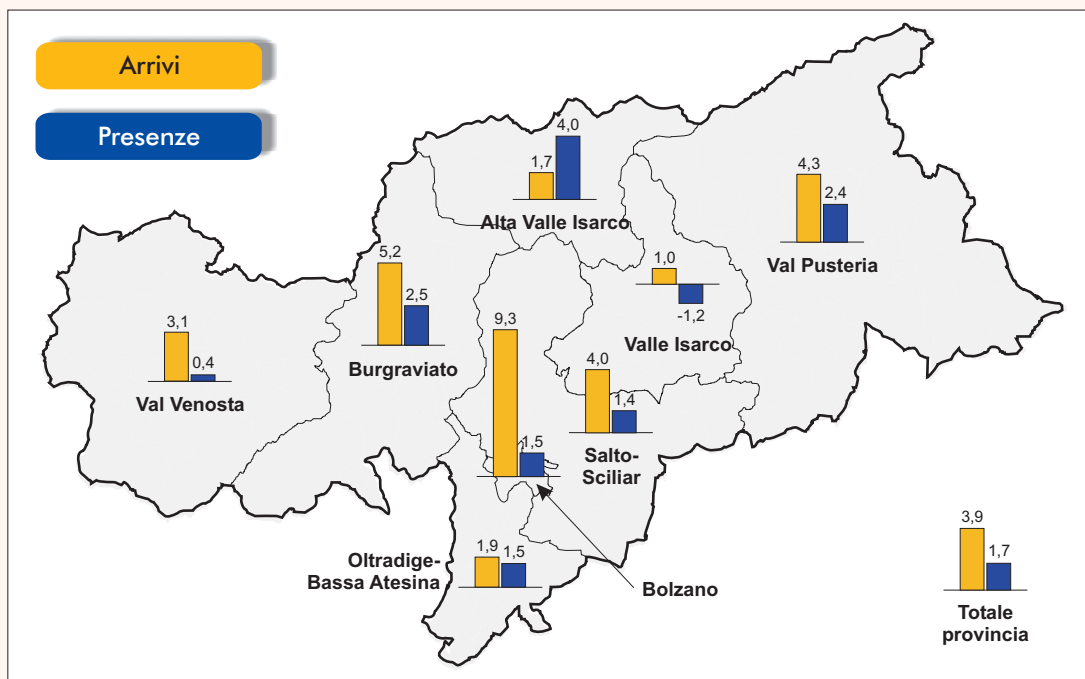 Arrivi
Presenze
1,7
4,0
Alta Valle Isarco
4,3
2,4
Val Pusteria
5,2
2,5
Burgraviato
1,0
-1,2
Valle Isarco
3,1
0,4
Val Venosta
9,3
1,5
4,0
1,4
Salto-
Sciliar
1,9
1,5
Oltradige-
Bassa Atesina
Bolzano
3,9
1,7
Totale
provincia